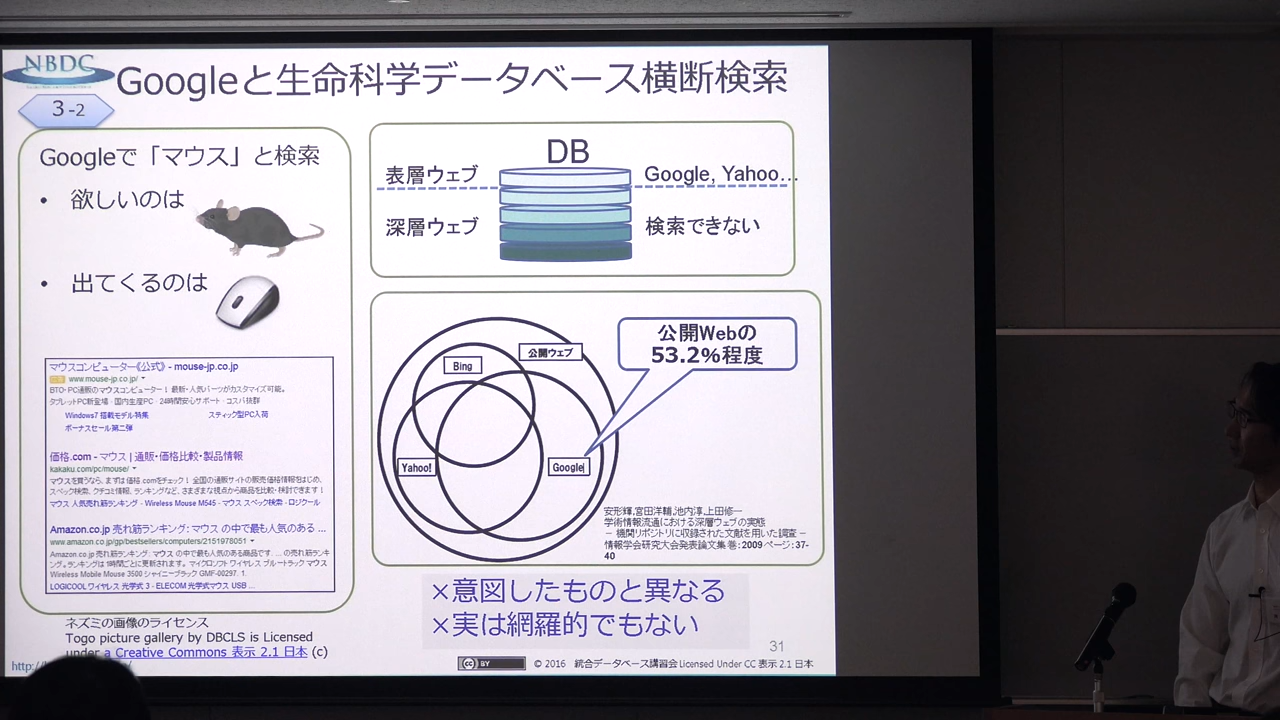 NBDC
Googleと生命科学データベース横断検索
3-2
Googleで「マウス」と検索
• 欲しいのは
• 出てくるのは
マウスコンピューター《公式》 - mouse-jp.co.jp
www.mouse-jp.co.jp/
BTO・PC通販のマウスコンピューター！ 最新・人気パーツがカスタマイズ可能。
タブレットPC新登場 · 国内生産PC · 24時間安心サポート · コスパ抜群
Windows7 搭載モデル特集
スティック型PC入荷
ボーナスセール第二弾
価格.com - マウス | 通販・価格比較・製品情報
kakaku.com/pc/mouse/
マウスを買うなら、まずは価格.comをチェック！ 全国の通販サイトの販売価格情報をはじめ、
スペック検索、クチコミ情報、ランキングなど、さまざまな視点から商品を比較・検討できます！
マウス 人気売れ筋ランキング - Wireless Mouse M545 - マウス スペック検索 - ロジクール
Amazon.co.jp 売れ筋ランキング: マウス の中で最も人気のある ...
www.amazon.co.jp/gp/bestsellers/computers/2151978051
Amazon.co.jp 売れ筋ランキング: マウス の中で最も人気のある商品です. ... の売れ筋ランキ
ング。ランキングは1時間ごとに更新されます。 マイクロソフト ワイヤレス ブルートラック マウス
Wireless Mobile Mouse 3500 シャイニーブラック GMF-00297. 1.
LOGICOOL ワイヤレス 光学式 3 - ELECOM 光学式マウス USB ...
ネズミの画像のライセンス
Togo picture gallery by DBCLS is Licensed
under a Creative Commons 表示 2.1 日本 (c)
DB
表層ウェブ
Google, Yahoo…
深層ウェブ
検索できない
公開Webの
53.2%程度
公開ウェブ
Bing
Yahoo!
Google
安形輝,宮田洋輔,池内淳,上田修一
学術情報流通における深層ウェブの実態
－ 機関リポジトリに収録された文献を用いた調査 －
情報学会研究大会発表論文集 巻: 2009 ページ: 37-
40
×意図したものと異なる
×実は網羅的でもない
31
CC BY
© 2016 統合データベース講習会 Licensed Under CC 表示 2.1 日本